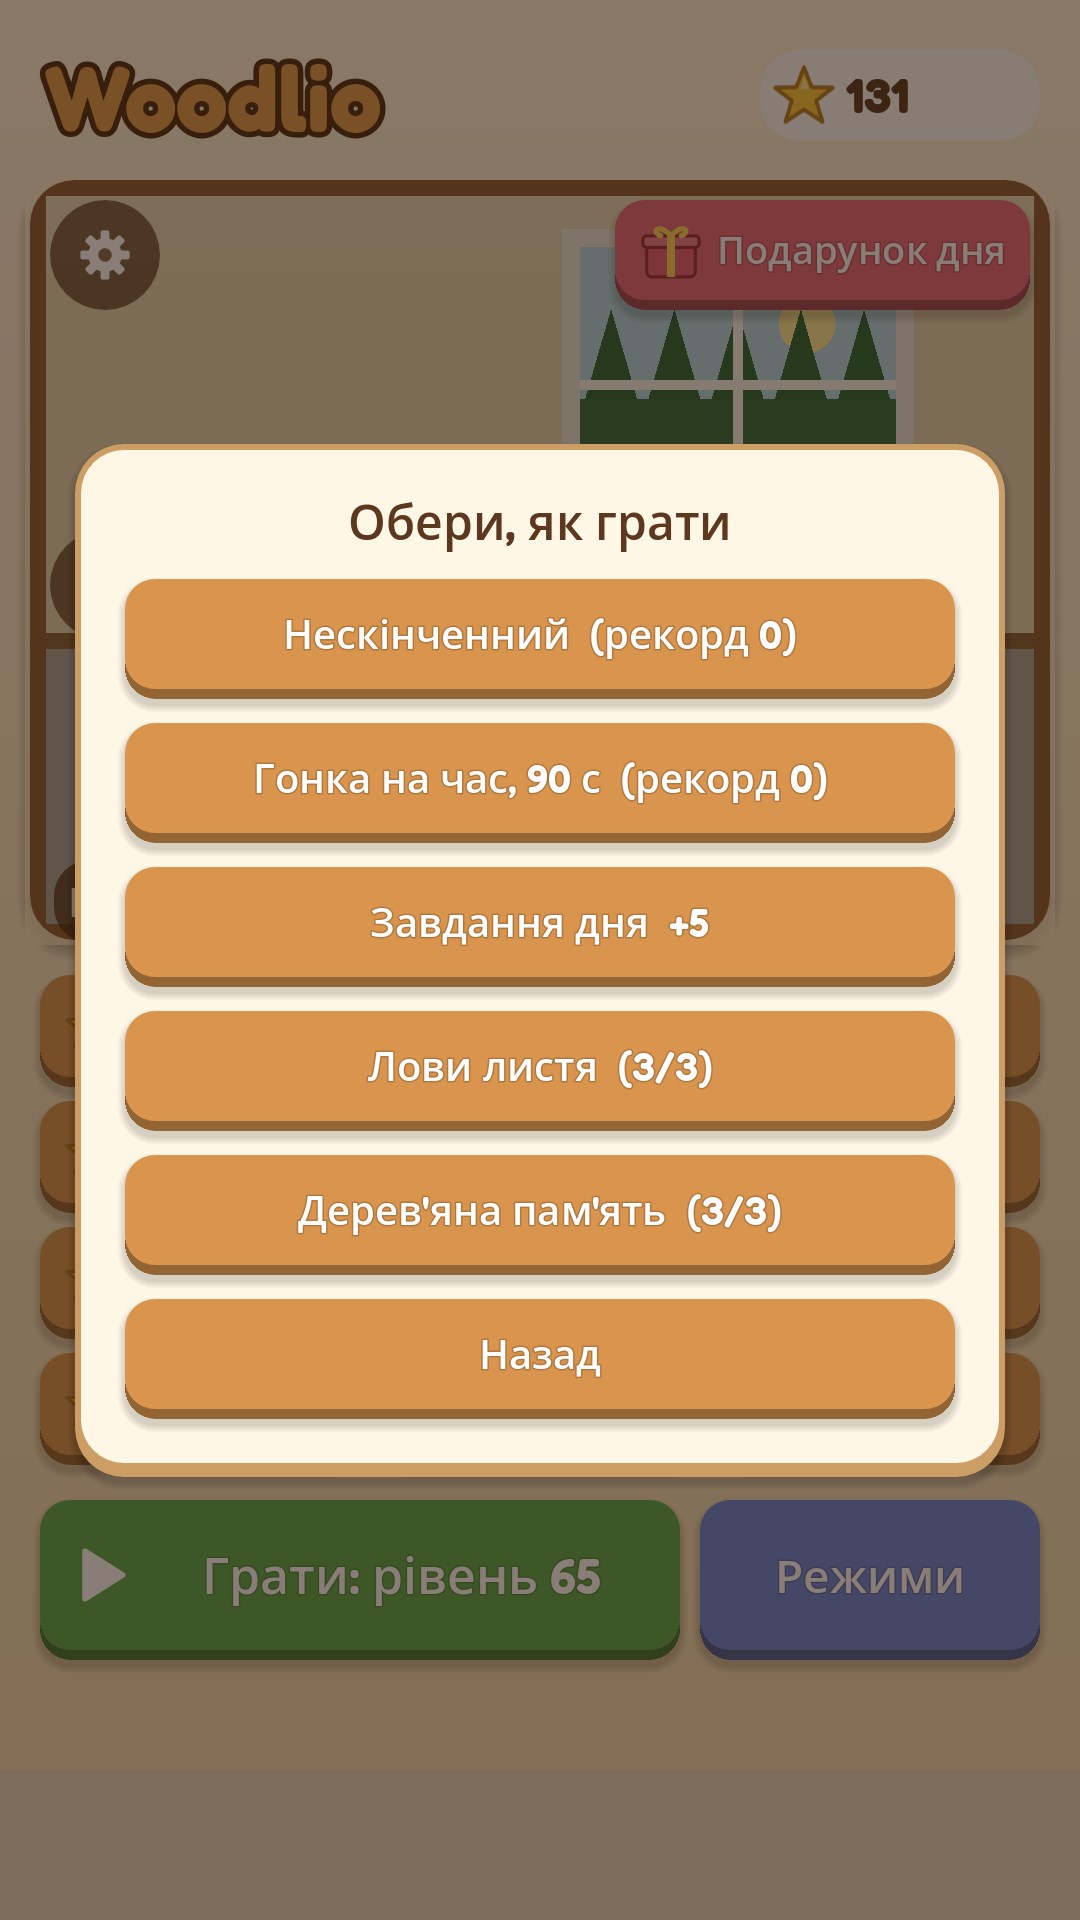 Woodlio
131
Подарунок дня
Обери, як грати
Нескінченний (рекорд 0)
Гонка на час, 90 с (рекорд 0)
Завдання дня +5
Лови листя (3/3)
Дерев'яна пам'ять (3/3)
Назад
Грати: рівень 65
Режими